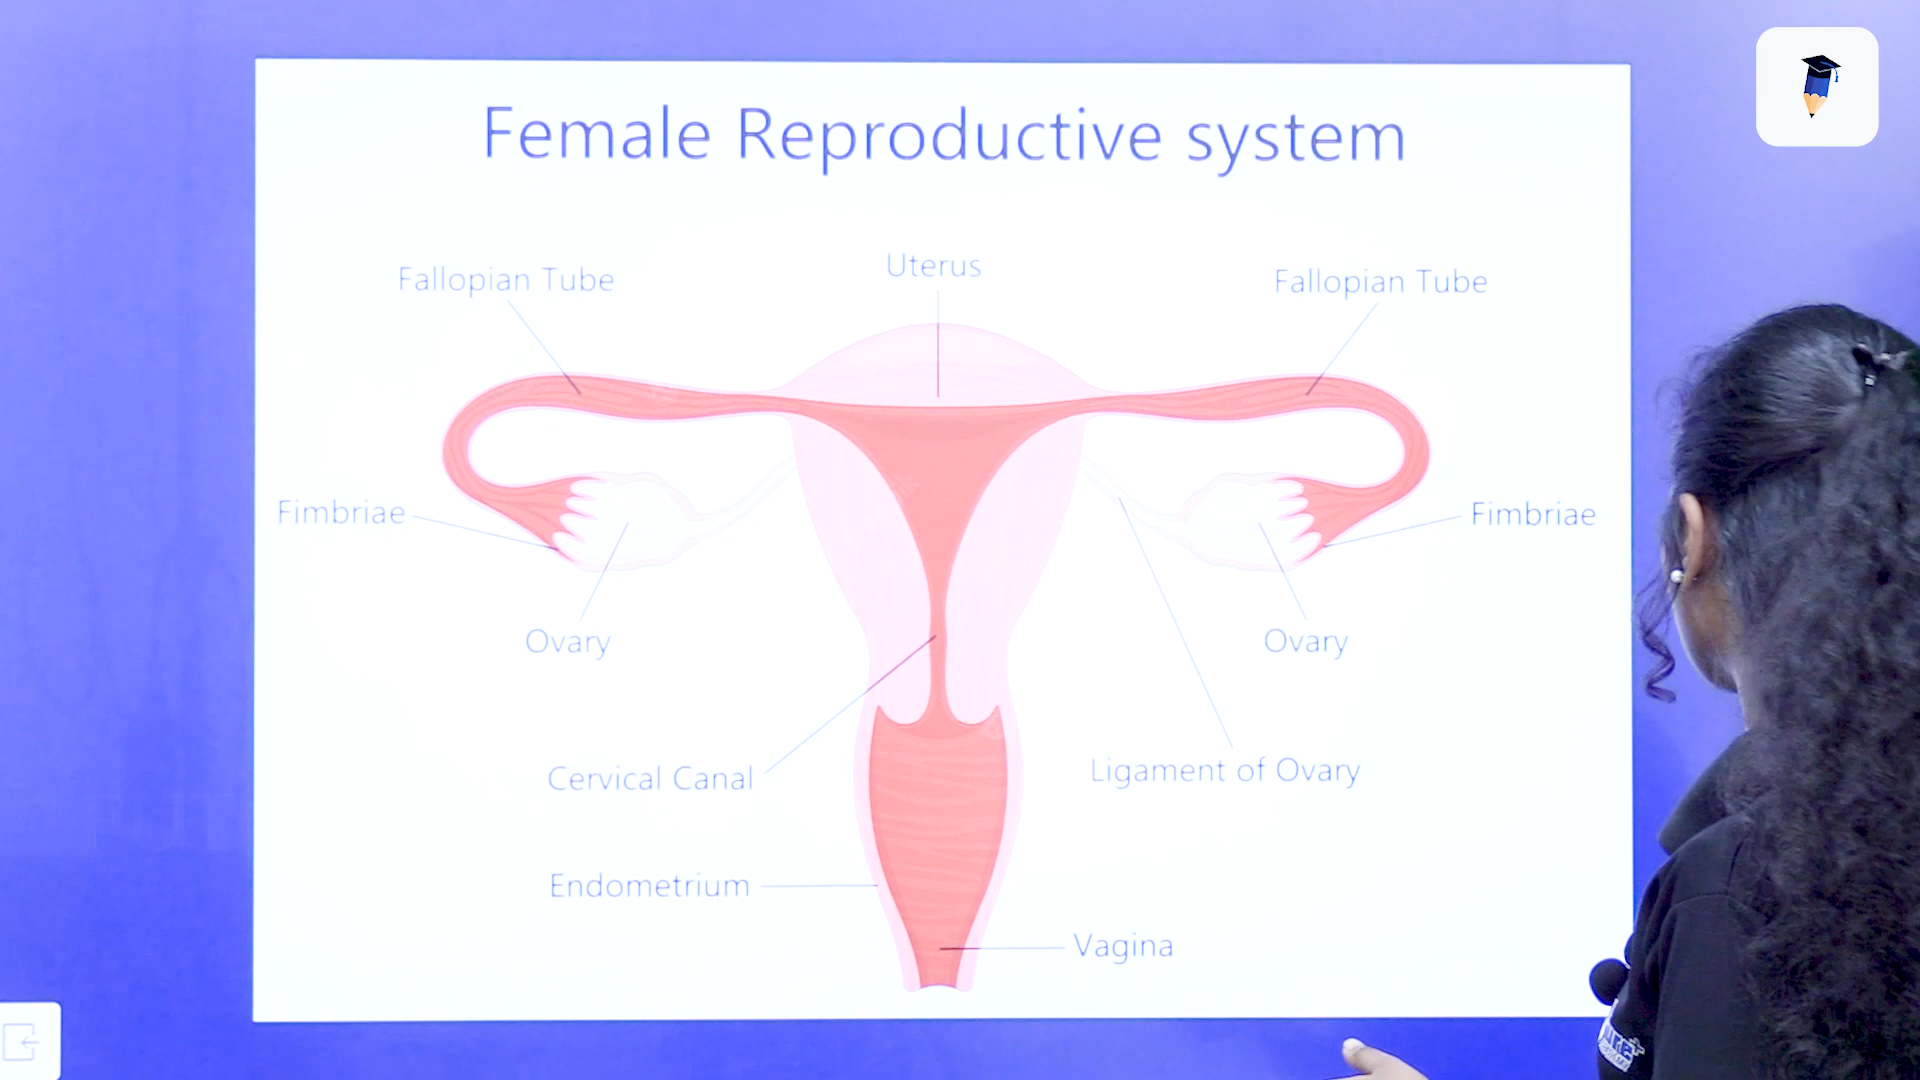 Female Reproductive system
Uterus
Fallopian Tube
Fallopian Tube
Fimbriae
Fimbriae
Ovary
Ovary
Cervical Canal
Ligament of Ovary
Endometrium
Vagina